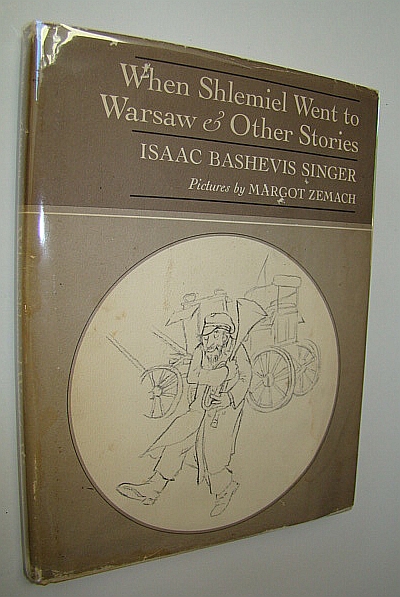 When Shlemiel Went to
Warsaw & Other Stories
ISAAC BASHEVIS SINGER
Pictures by MARGOT ZEMACH